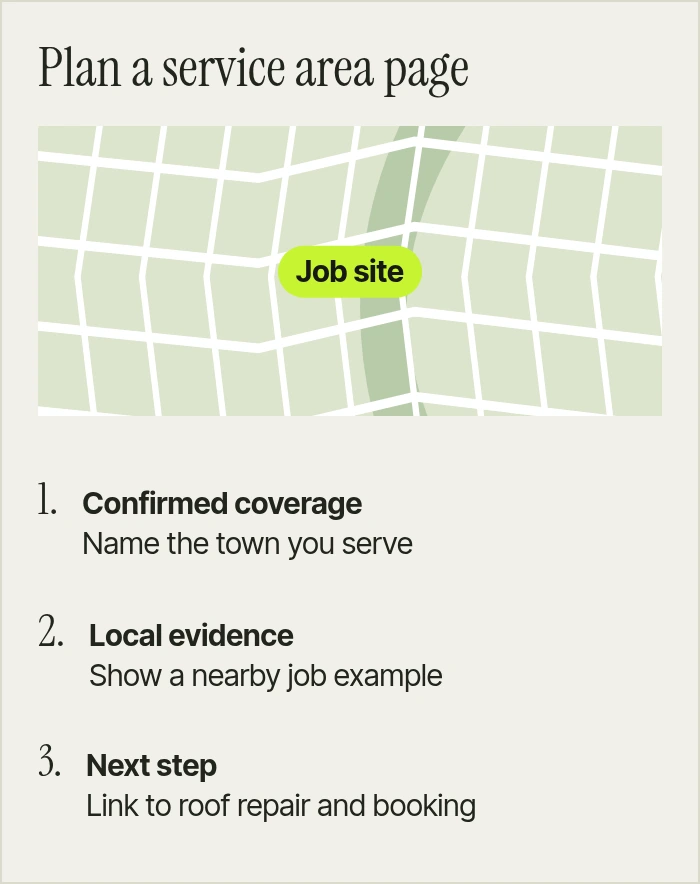 Plan a service area page
Job site
1. Confirmed coverage
Name the town you serve
2. Local evidence
Show a nearby job example
3. Next step
Link to roof repair and booking